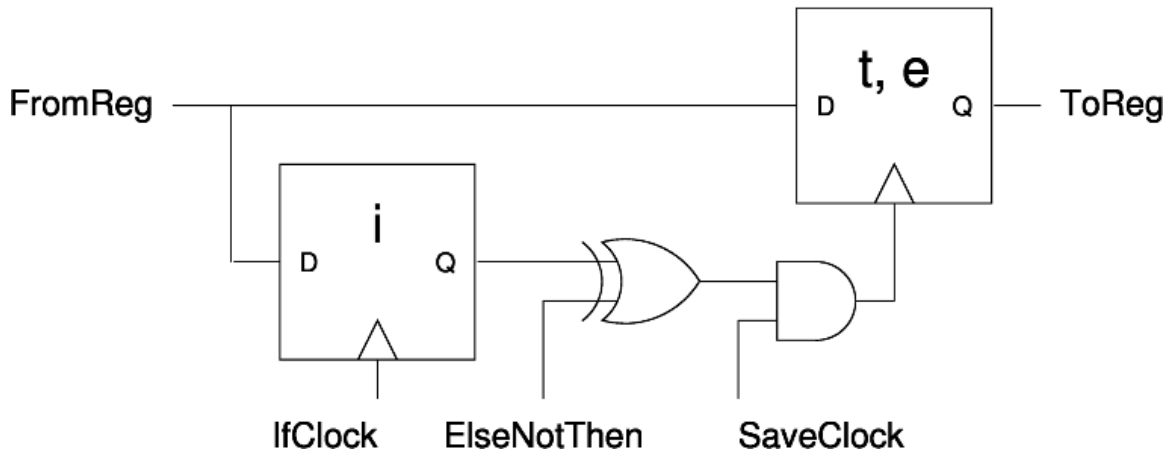 t, e
FromReg
D
Q
ToReg
i
D
Q
IfClock
ElseNotThen
SaveClock